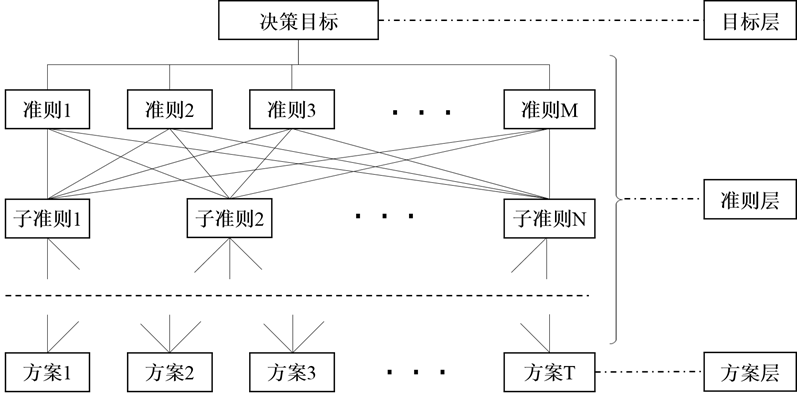 决策目标
目标层
准则1
准则2
准则3
· · ·
准则M
准则层
子准则1
子准则2
· · ·
子准则N
方案1
方案2
方案3
· · ·
方案T
方案层